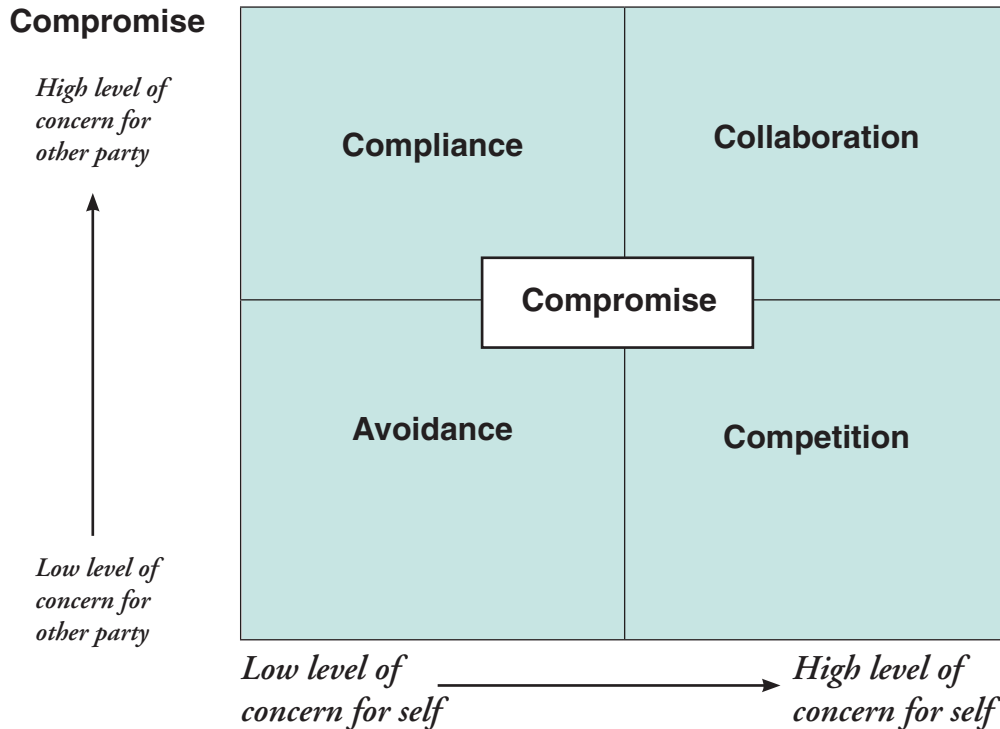 Compromise
High level of
concern for
other party
Compliance
Collaboration
Compromise
Avoidance
Competition
Low level of
concern for
other party
Low level of
concern for self
High level of
concern for self